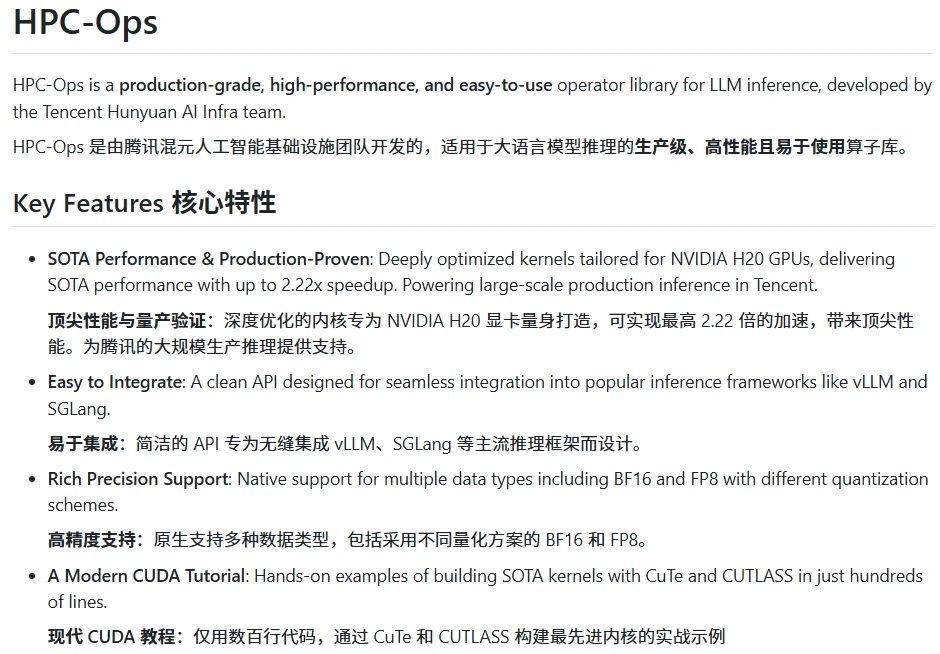 HPC-Ops
HPC-Ops is a production-grade, high-performance, and easy-to-use operator library for LLM inference, developed by
the Tencent Hunyuan AI Infra team.
HPC-Ops 是由腾讯混元人工智能基础设施团队开发的，适用于大语言模型推理的生产级、高性能且易于使用算子库。
Key Features 核心特性
• SOTA Performance & Production-Proven: Deeply optimized kernels tailored for NVIDIA H20 GPUs, delivering
SOTA performance with up to 2.22x speedup. Powering large-scale production inference in Tencent.
顶尖性能与量产验证：深度优化的内核专为 NVIDIA H20 显卡量身打造，可实现最高 2.22 倍的加速，带来顶尖性
能。为腾讯的大规模生产推理提供支持。
• Easy to Integrate: A clean API designed for seamless integration into popular inference frameworks like vLLM and
SGLang.
易于集成：简洁的 API 专为无缝集成 vLLM、SGLang 等主流推理框架而设计。
• Rich Precision Support: Native support for multiple data types including BF16 and FP8 with different quantization
schemes.
高精度支持：原生支持多种数据类型，包括采用不同量化方案的 BF16 和 FP8。
• A Modern CUDA Tutorial: Hands-on examples of building SOTA kernels with CuTe and CUTLASS in just hundreds
of lines.
现代 CUDA 教程：仅用数百行代码，通过 CuTe 和 CUTLASS 构建最先进内核的实战示例